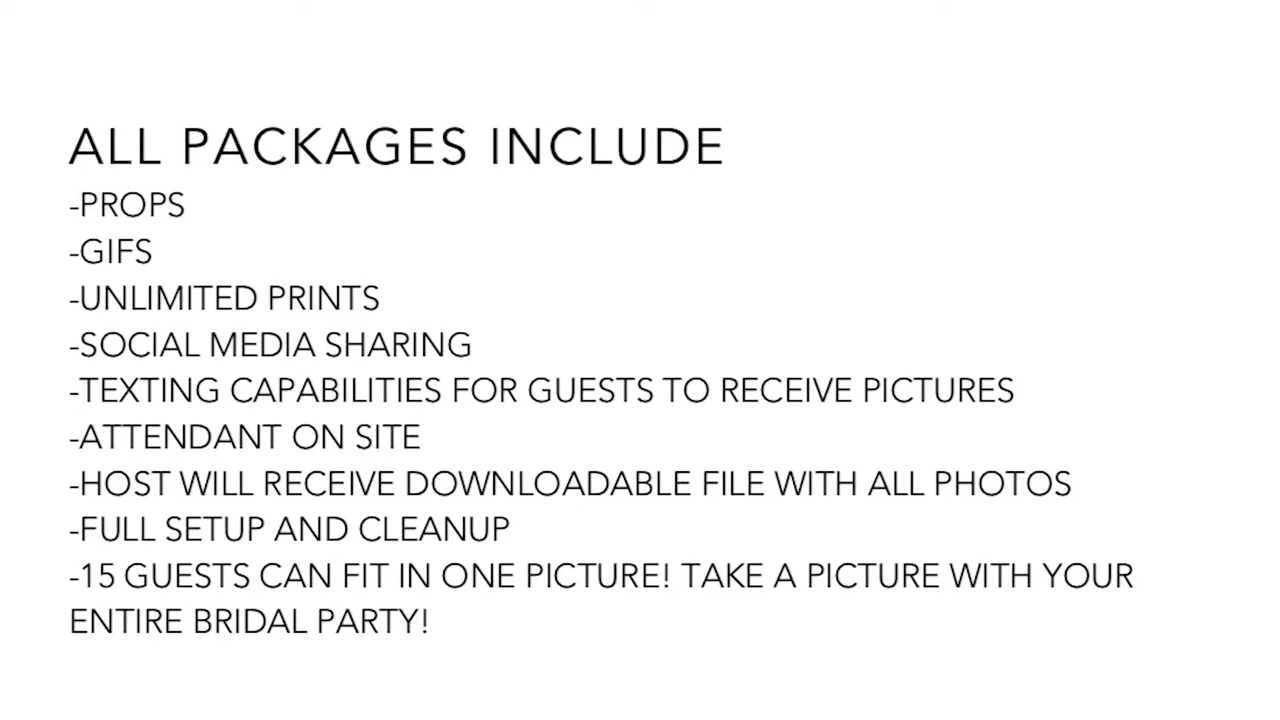 ALL PACKAGES INCLUDE
-PROPS
-GIFS
-UNLIMITED PRINTS
-SOCIAL MEDIA SHARING
-TEXTING CAPABILITIES FOR GUESTS TO RECEIVE PICTURES
-ATTENDANT ON SITE
-HOST WILL RECEIVE DOWNLOADABLE FILE WITH ALL PHOTOS
-FULL SETUP AND CLEANUP
-15 GUESTS CAN FIT IN ONE PICTURE! TAKE A PICTURE WITH YOUR
ENTIRE BRIDAL PARTY!